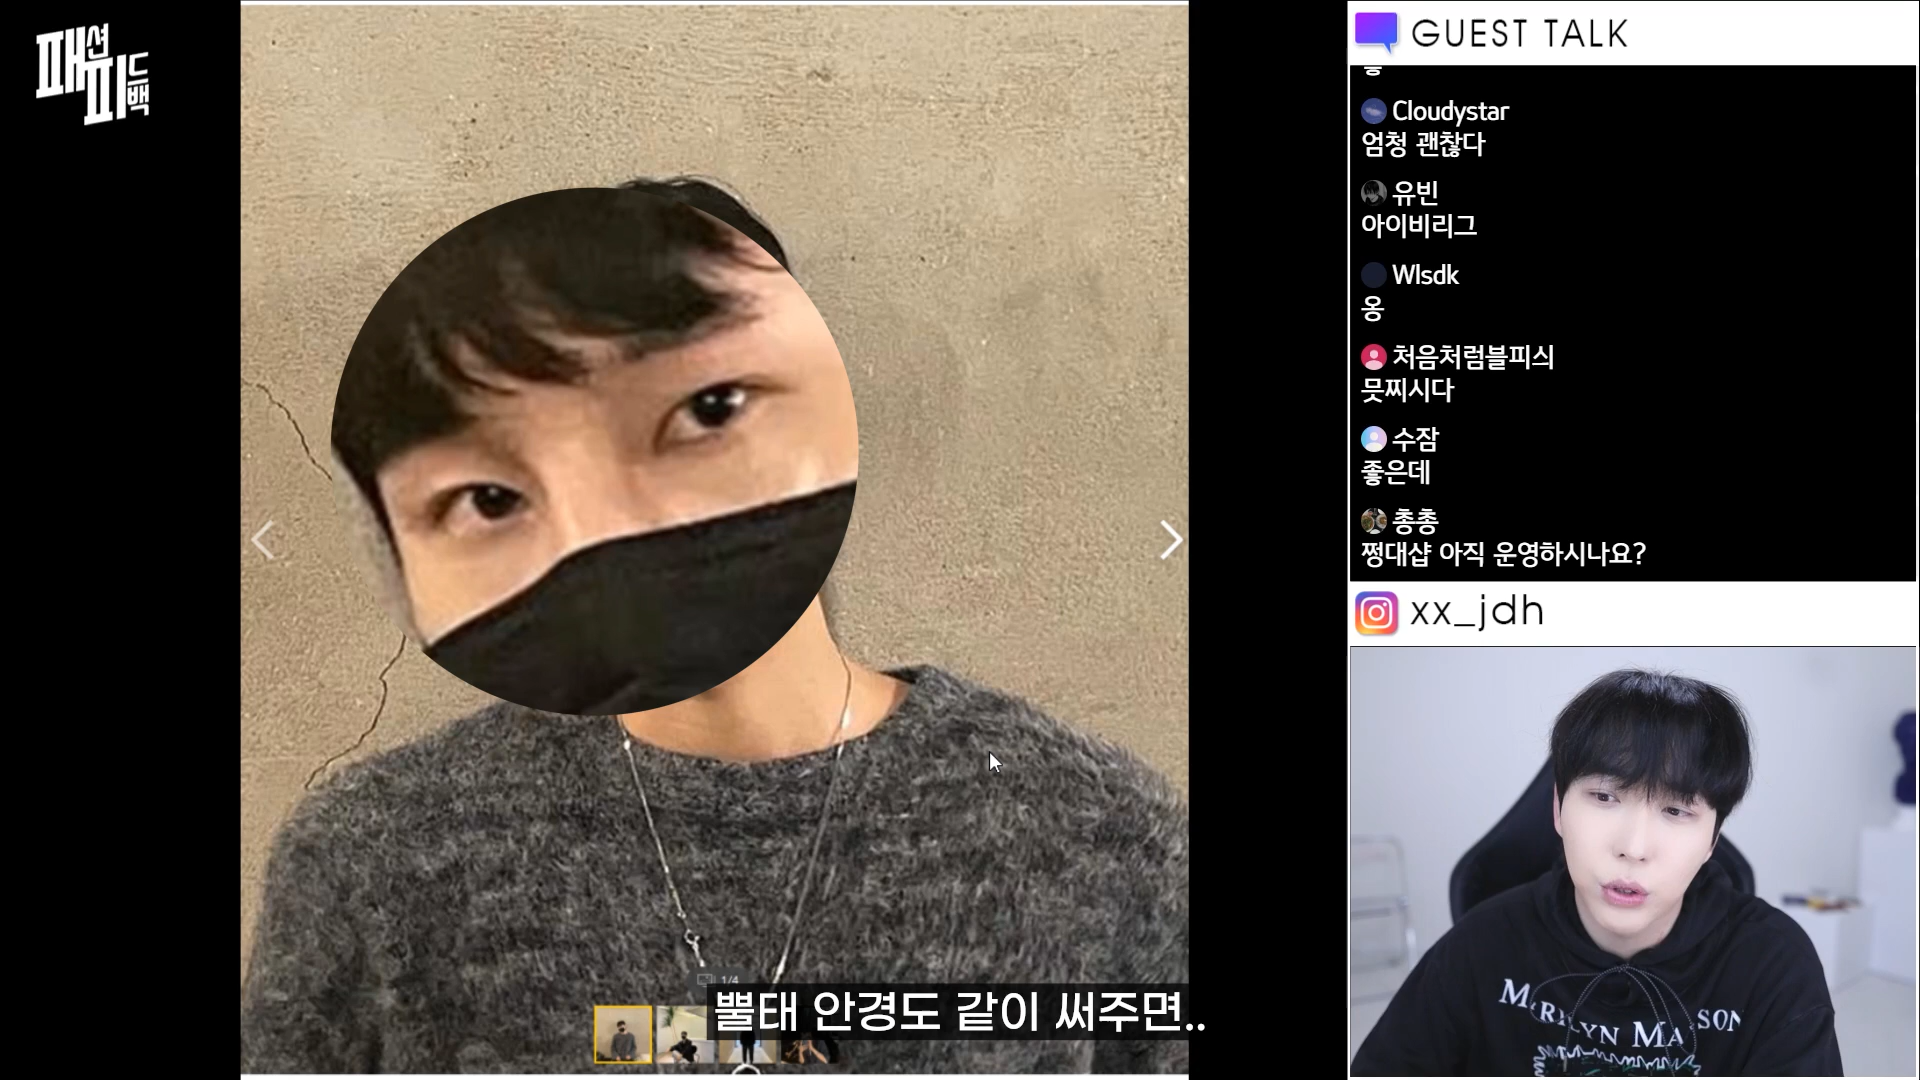 패션
피드백
GUEST TALK
Cloudystar
엄청 괜찮다
유빈
아이비리그
Wlsdk
옹
처음처럼블피싀
믓찌시다
수잠
좋은데
총총
쩡대샵 아직 운영하시나요?
xx_jdh
1/4
뿔태 안경도 같이 써주면..
MARILYN MANSON